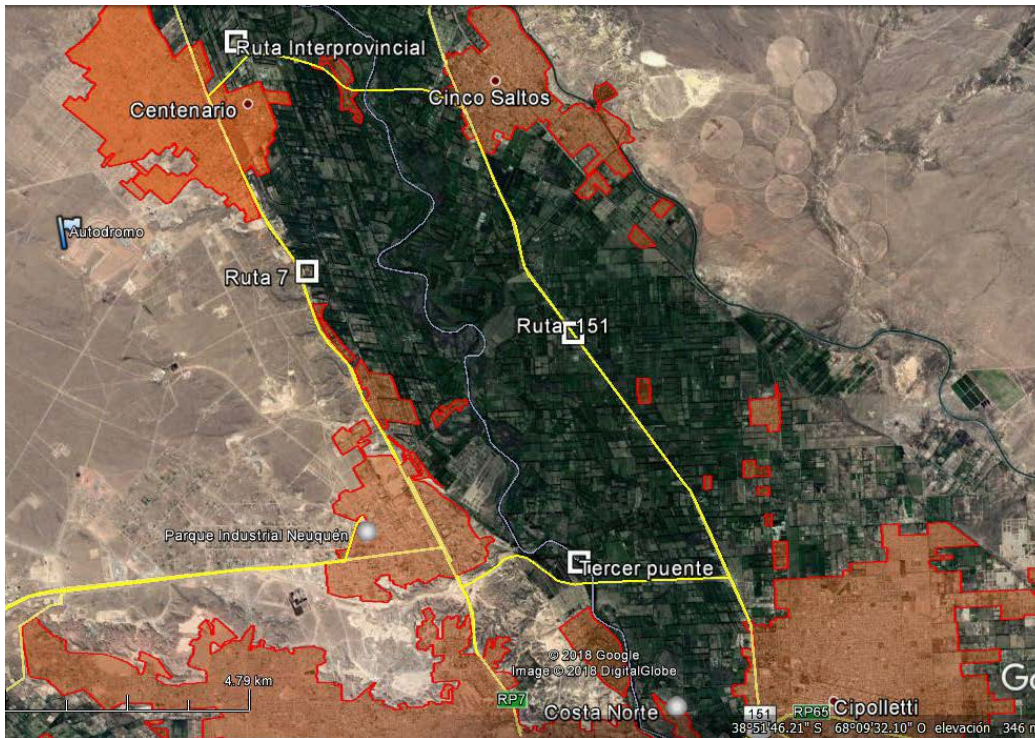 Ruta Interprovincial
Centenario
Cinco Saltos
Autodromo
Ruta 7
Ruta 151
Parque Industrial Neuquén
Tercer puente
© 2018 Google
Image © 2018 DigitalGlobe
4.79 km
RP7
Costa Norte
151
RP65
Cipolletti
Go
38°51'46.21" S 68°09'32.10" O elevación 346 m